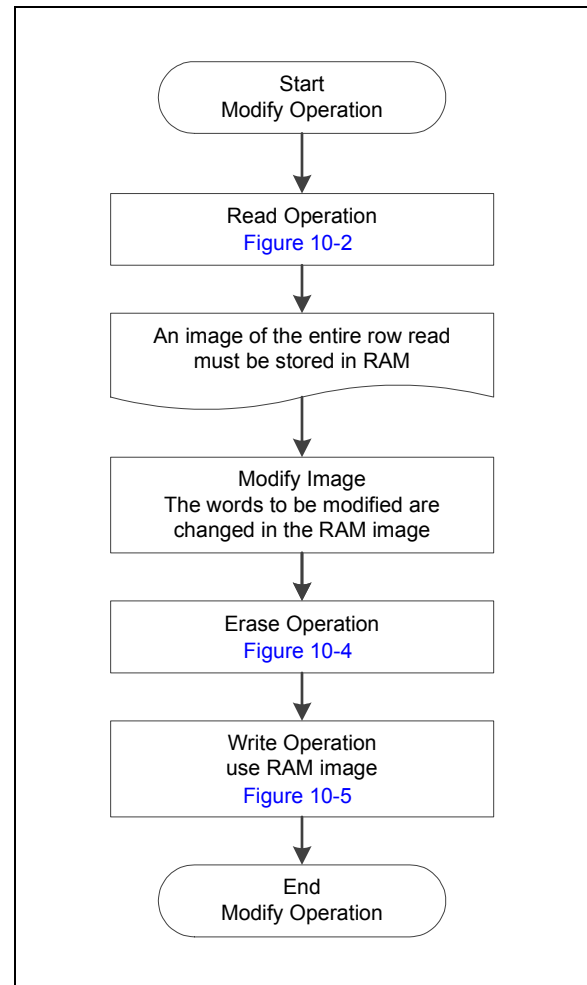 Start
Modify Operation
Read Operation
Figure 10-2
An image of the entire row read
must be stored in RAM
Modify Image
The words to be modified are
changed in the RAM image
Erase Operation
Figure 10-4
Write Operation
use RAM image
Figure 10-5
End
Modify Operation